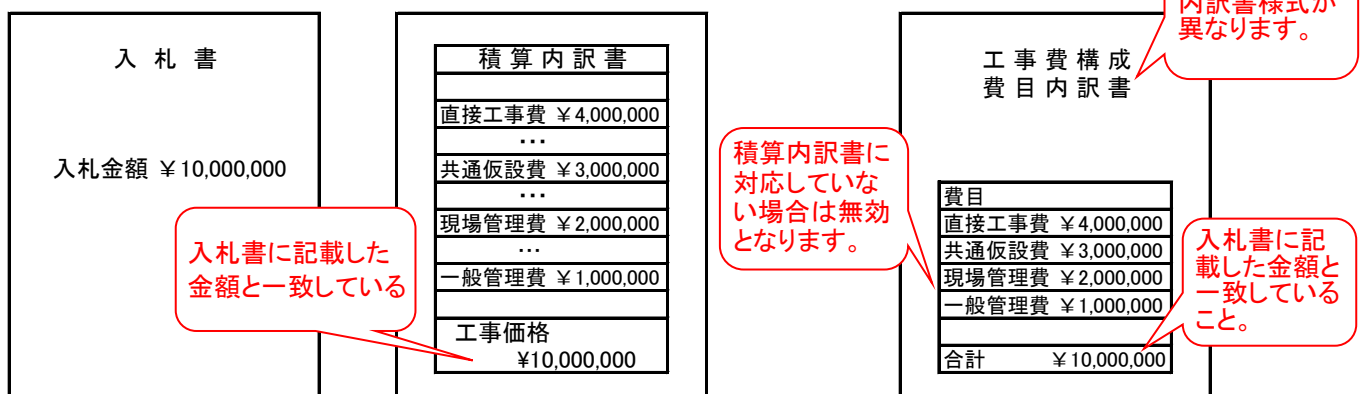 入札書
入札金額 ¥10,000,000
入札書に記載した
金額と一致している
積算内訳書
直接工事費 ¥4,000,000
…
共通仮設費 ¥3,000,000
…
現場管理費 ¥2,000,000
…
一般管理費 ¥1,000,000
工事価格
¥10,000,000
積算内訳書に
対応していな
い場合は無効
となります。
内訳書様式が
異なります。
工事費構成
費目内訳書
費目
直接工事費 ¥4,000,000
共通仮設費 ¥3,000,000
現場管理費 ¥2,000,000
一般管理費 ¥1,000,000
合計 ¥10,000,000
入札書に記
載した金額と
一致している
こと。